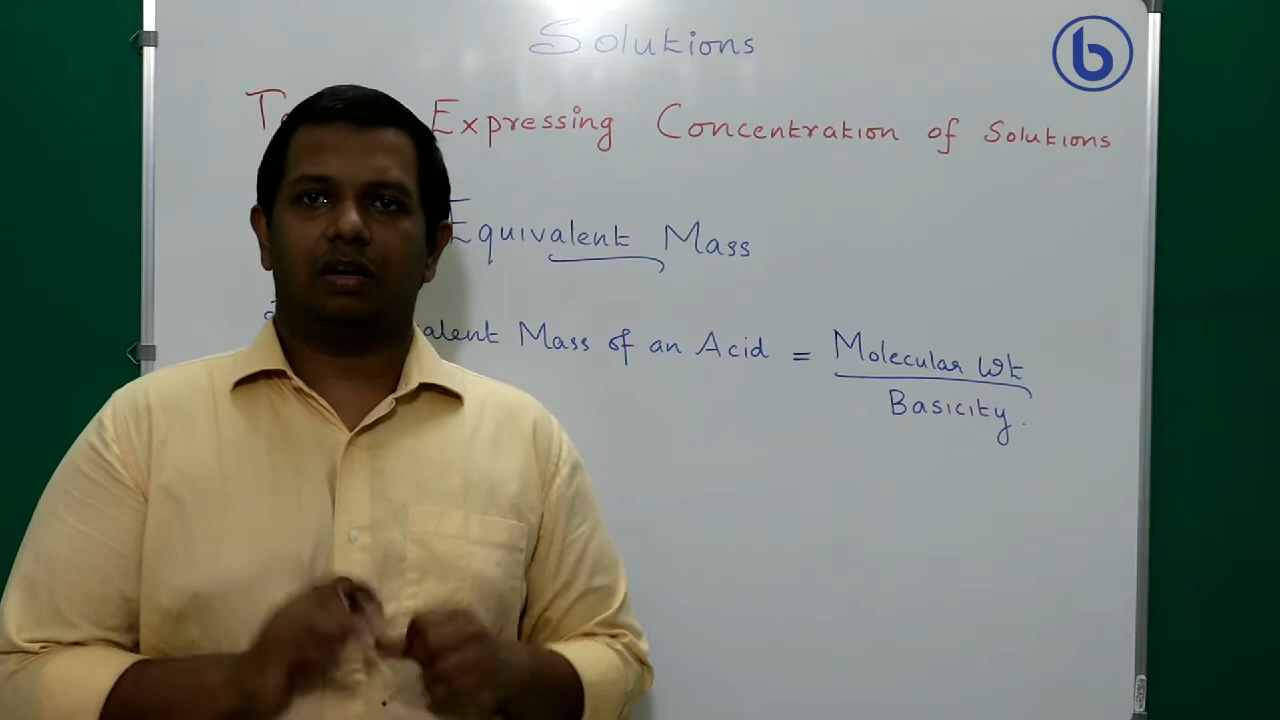 Solutions
Expressing Concentration of Solutions
Equivalent Mass
alent Mass of an Acid = Molecular Wt
Basicity.
b